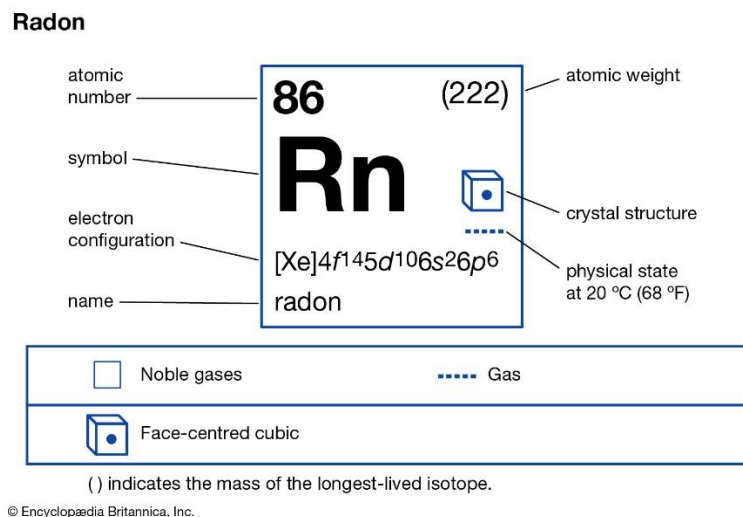 Radon
atomic
number
86
(222)
atomic weight
symbol
Rn
crystal structure
electron
configuration
[Xe]4f¹⁴5d¹⁰6s²6p⁶
physical state
at 20 ºC (68 ºF)
name
radon
Noble gases
Gas
Face-centred cubic
( ) indicates the mass of the longest-lived isotope.
© Encyclopædia Britannica, Inc.